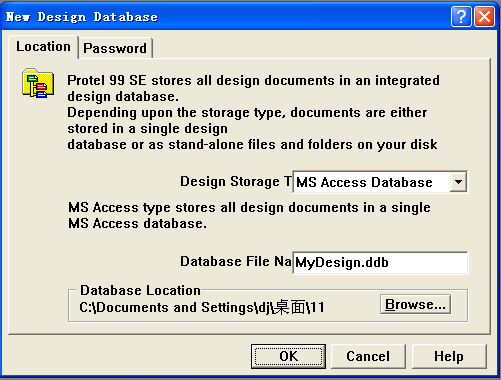 New Design Database
Location
Password
Protel 99 SE stores all design documents in an integrated
design database.
Depending upon the storage type, documents are either
stored in a single design
database or as stand-alone files and folders on your disk
Design Storage T
MS Access Database
MS Access type stores all design documents in a single
MS Access database.
Database File Na
MyDesign.ddb
Database Location
C:\Documents and Settings\dj\桌面\11
Browse...
OK
Cancel
Help